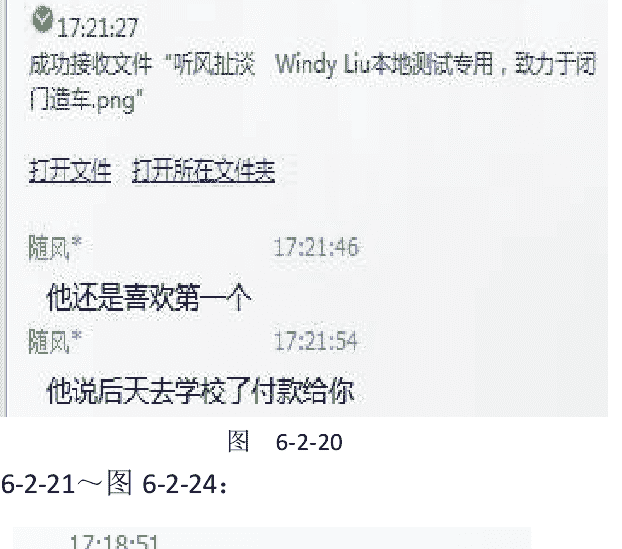 17:21:27
成功接收文件“听风扯淡 Windy Liu本地测试专用，致力于闭
门造车.png”
打开文件 打开所在文件夹
随风* 17:21:46
他还是喜欢第一个
随风* 17:21:54
他说后天去学校了付款给你
图 6-2-20
6-2-21～图 6-2-24：
17:18:51